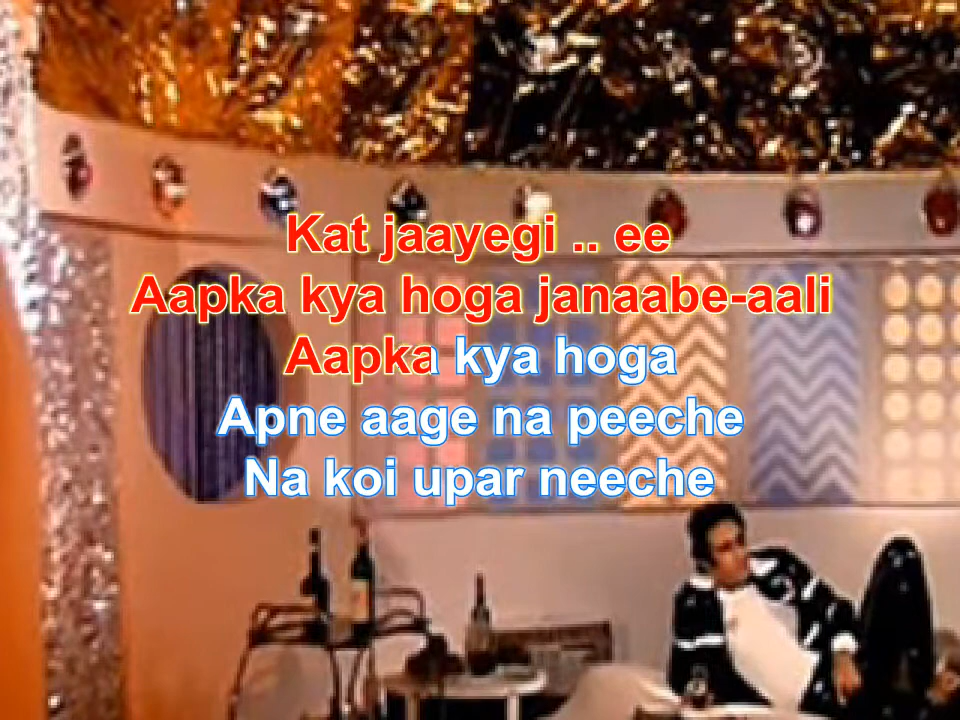 Kat jaayegi .. ee
Aapka kya hoga janaabe-aali
Aapka kya hoga
Apne aage na peeche
Na koi upar neeche